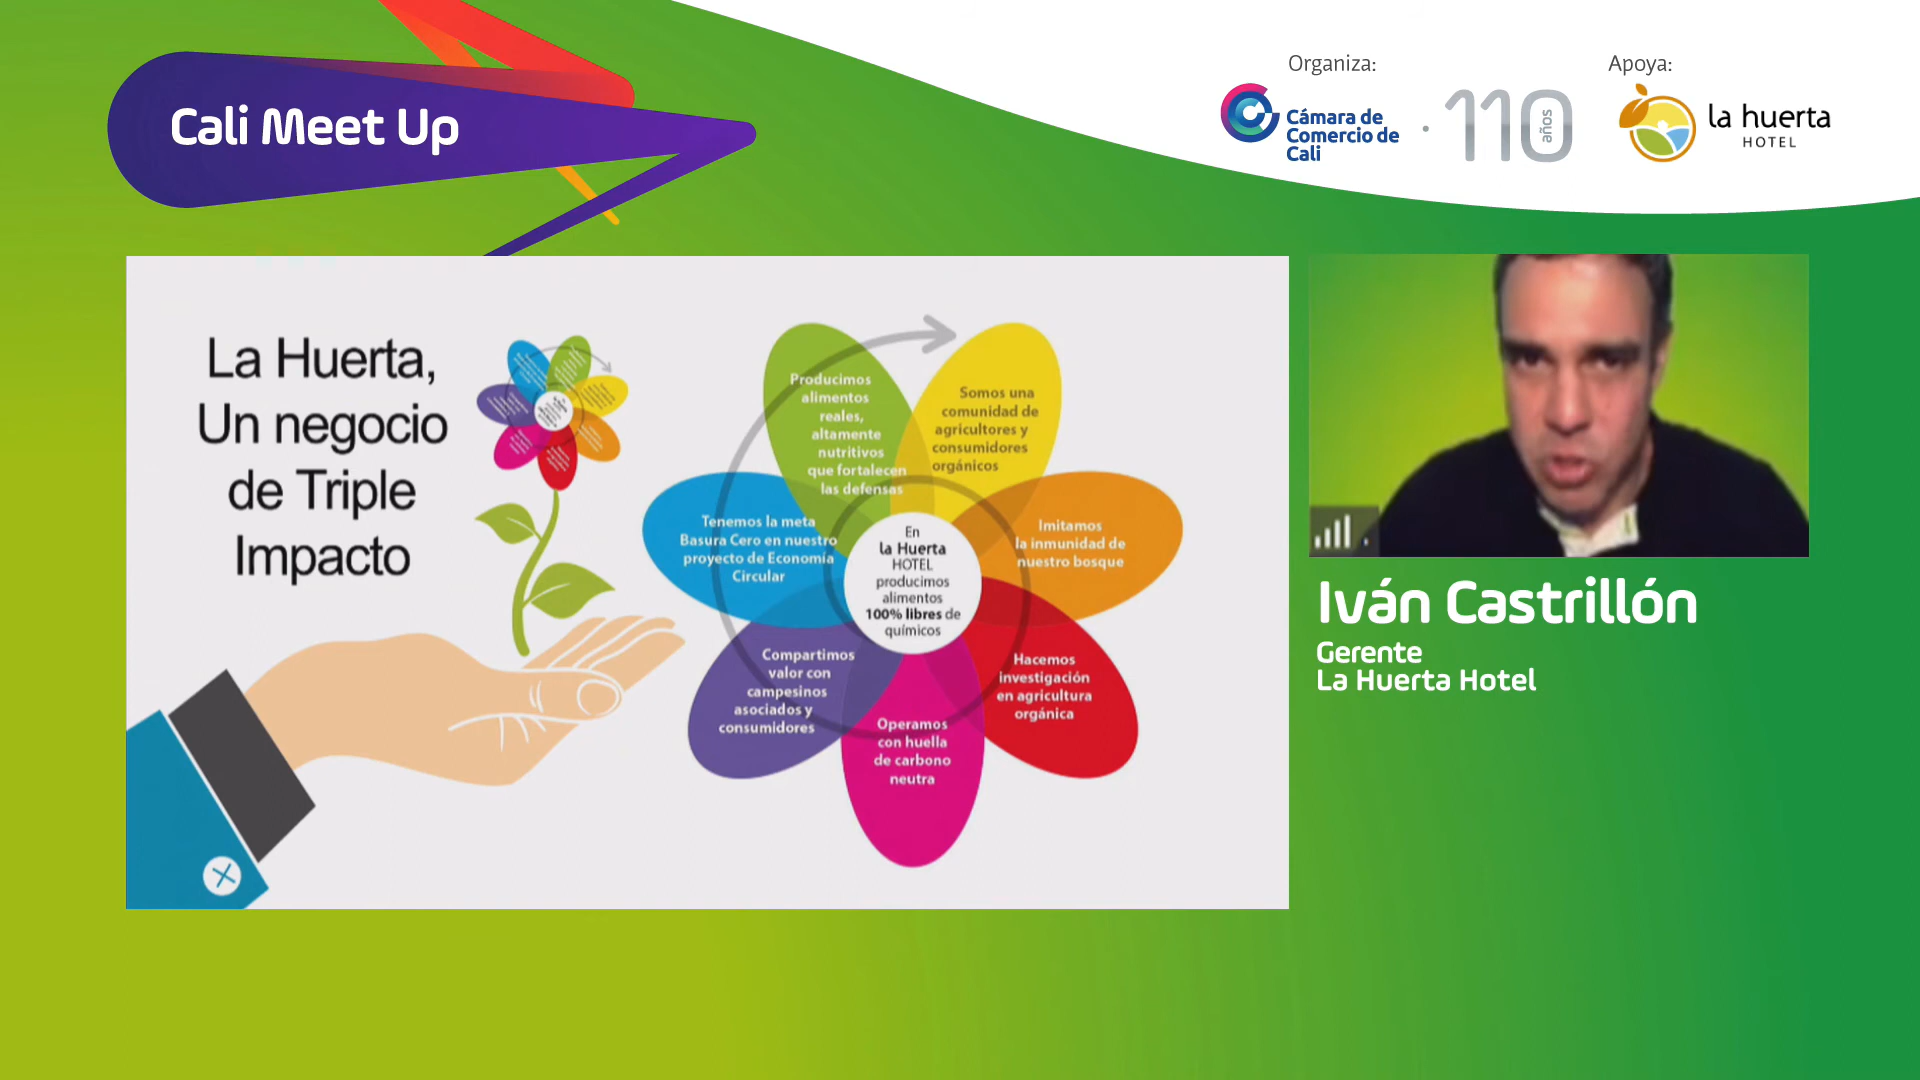 Cali Meet Up
Organiza:
Cámara de
Comercio de
Cali
110
años
Apoya:
la huerta
HOTEL
La Huerta,
Un negocio
de Triple
Impacto
Producimos
alimentos
reales,
altamente
nutritivos
que fortalecen
las defensas
Somos una
comunidad de
agricultores y
consumidores
orgánicos
Imitamos
la inmunidad de
nuestro bosque
Hacemos
investigación
en agricultura
orgánica
Operamos
con huella
de carbono
neutra
Compartimos
valor con
campesinos
asociados y
consumidores
Tenemos la meta
Basura Cero en nuestro
proyecto de Economía
Circular
En
la Huerta
HOTEL
producimos
alimentos
100% libres de
químicos
Iván Castrillón
Gerente
La Huerta Hotel